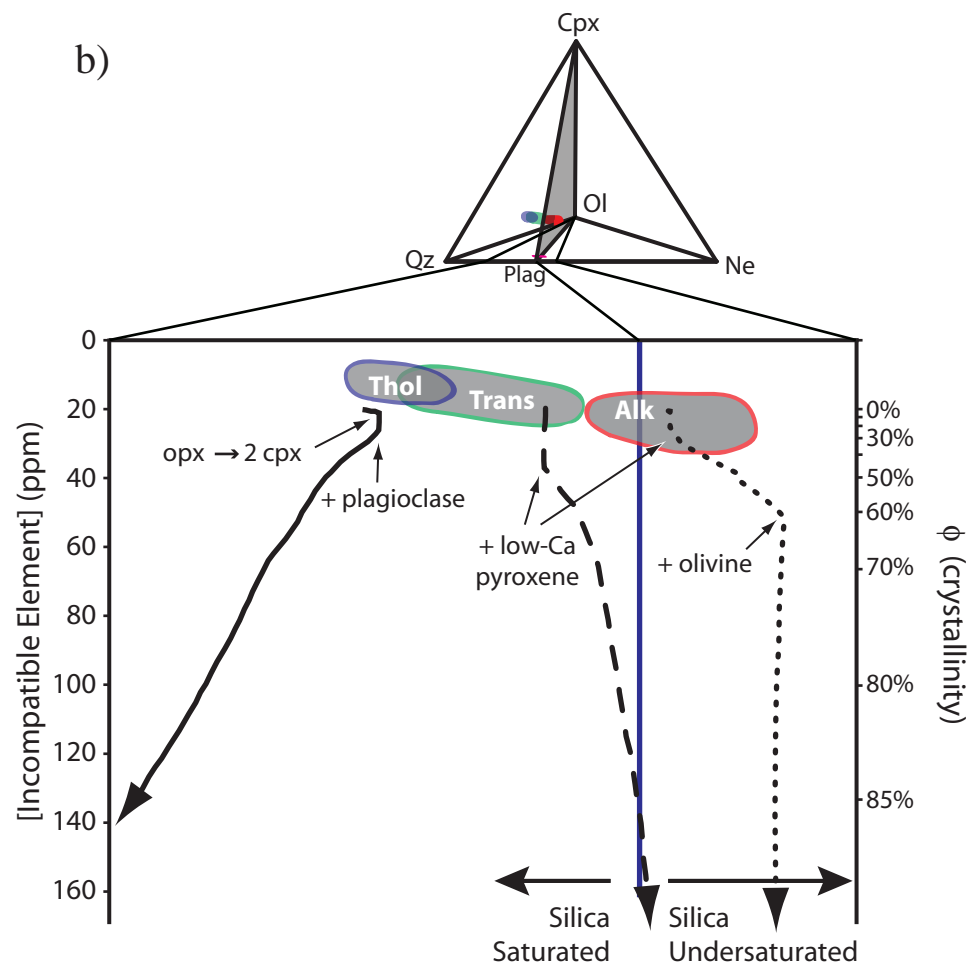 b)
Cpx
Ol
Qz
Plag
Ne
0
20
40
60
80
100
120
140
160
[Incompatible Element] (ppm)
Thol
Trans
Alk
opx → 2 cpx
+ plagioclase
+ low-Ca
pyroxene
+ olivine
0%
30%
50%
60%
70%
80%
85%
ϕ (crystallinity)
Silica
Saturated
Silica
Undersaturated